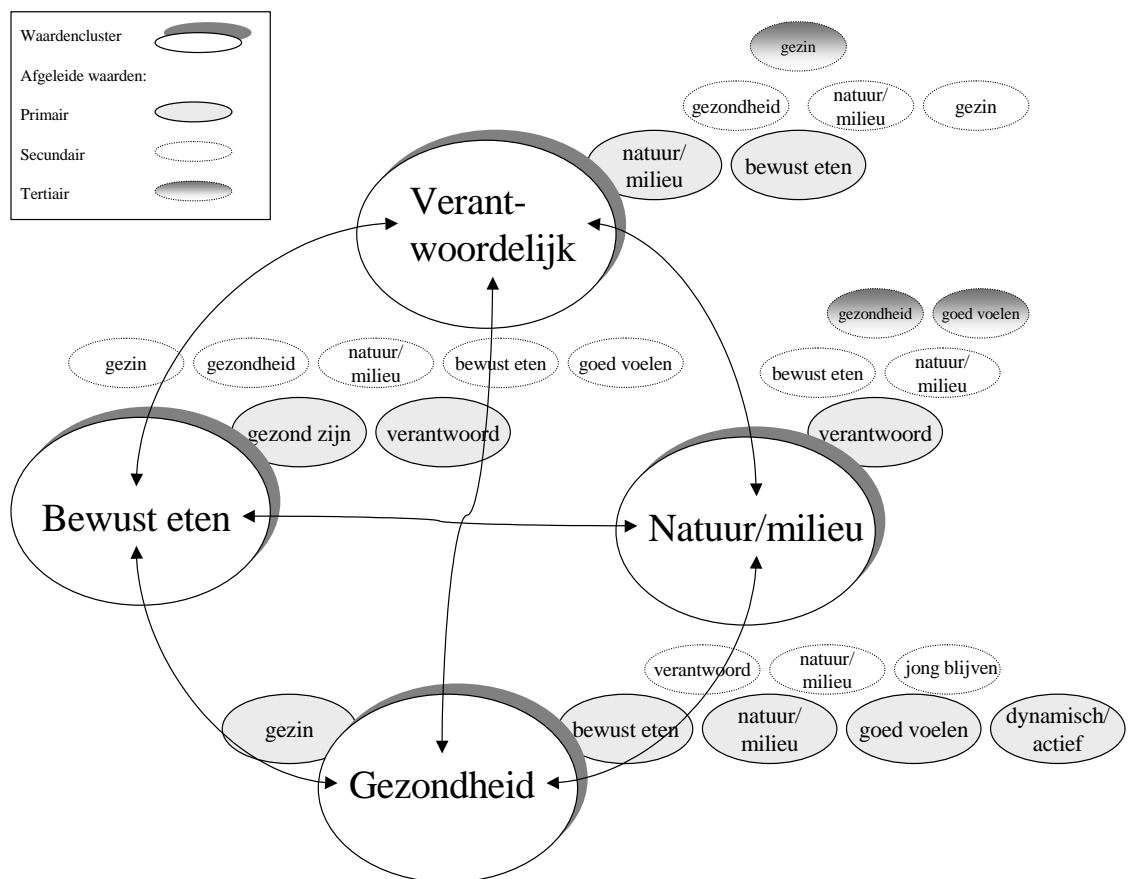 Waardencluster
Afgeleide waarden:
Primair
Secundair
Tertiair
gezin
gezondheid
natuur/
milieu
gezin
natuur/
milieu
bewust eten
Verant-
woordelijk
gezondheid
goed voelen
bewust eten
natuur/
milieu
verantwoord
Natuur/milieu
gezin
gezondheid
natuur/
milieu
bewust eten
goed voelen
gezond zijn
verantwoord
Bewust eten
verantwoord
natuur/
milieu
jong blijven
gezin
bewust eten
natuur/
milieu
goed voelen
dynamisch/
actief
Gezondheid